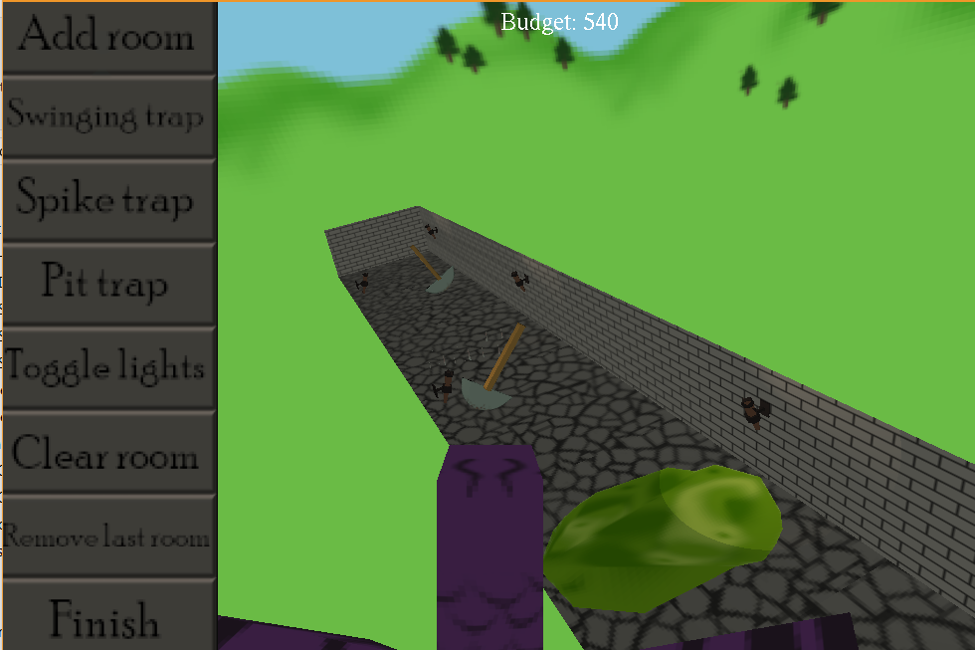 Budget: 540
Add room
Swinging trap
Spike trap
Pit trap
Toggle lights
Clear room
Remove last room
Finish